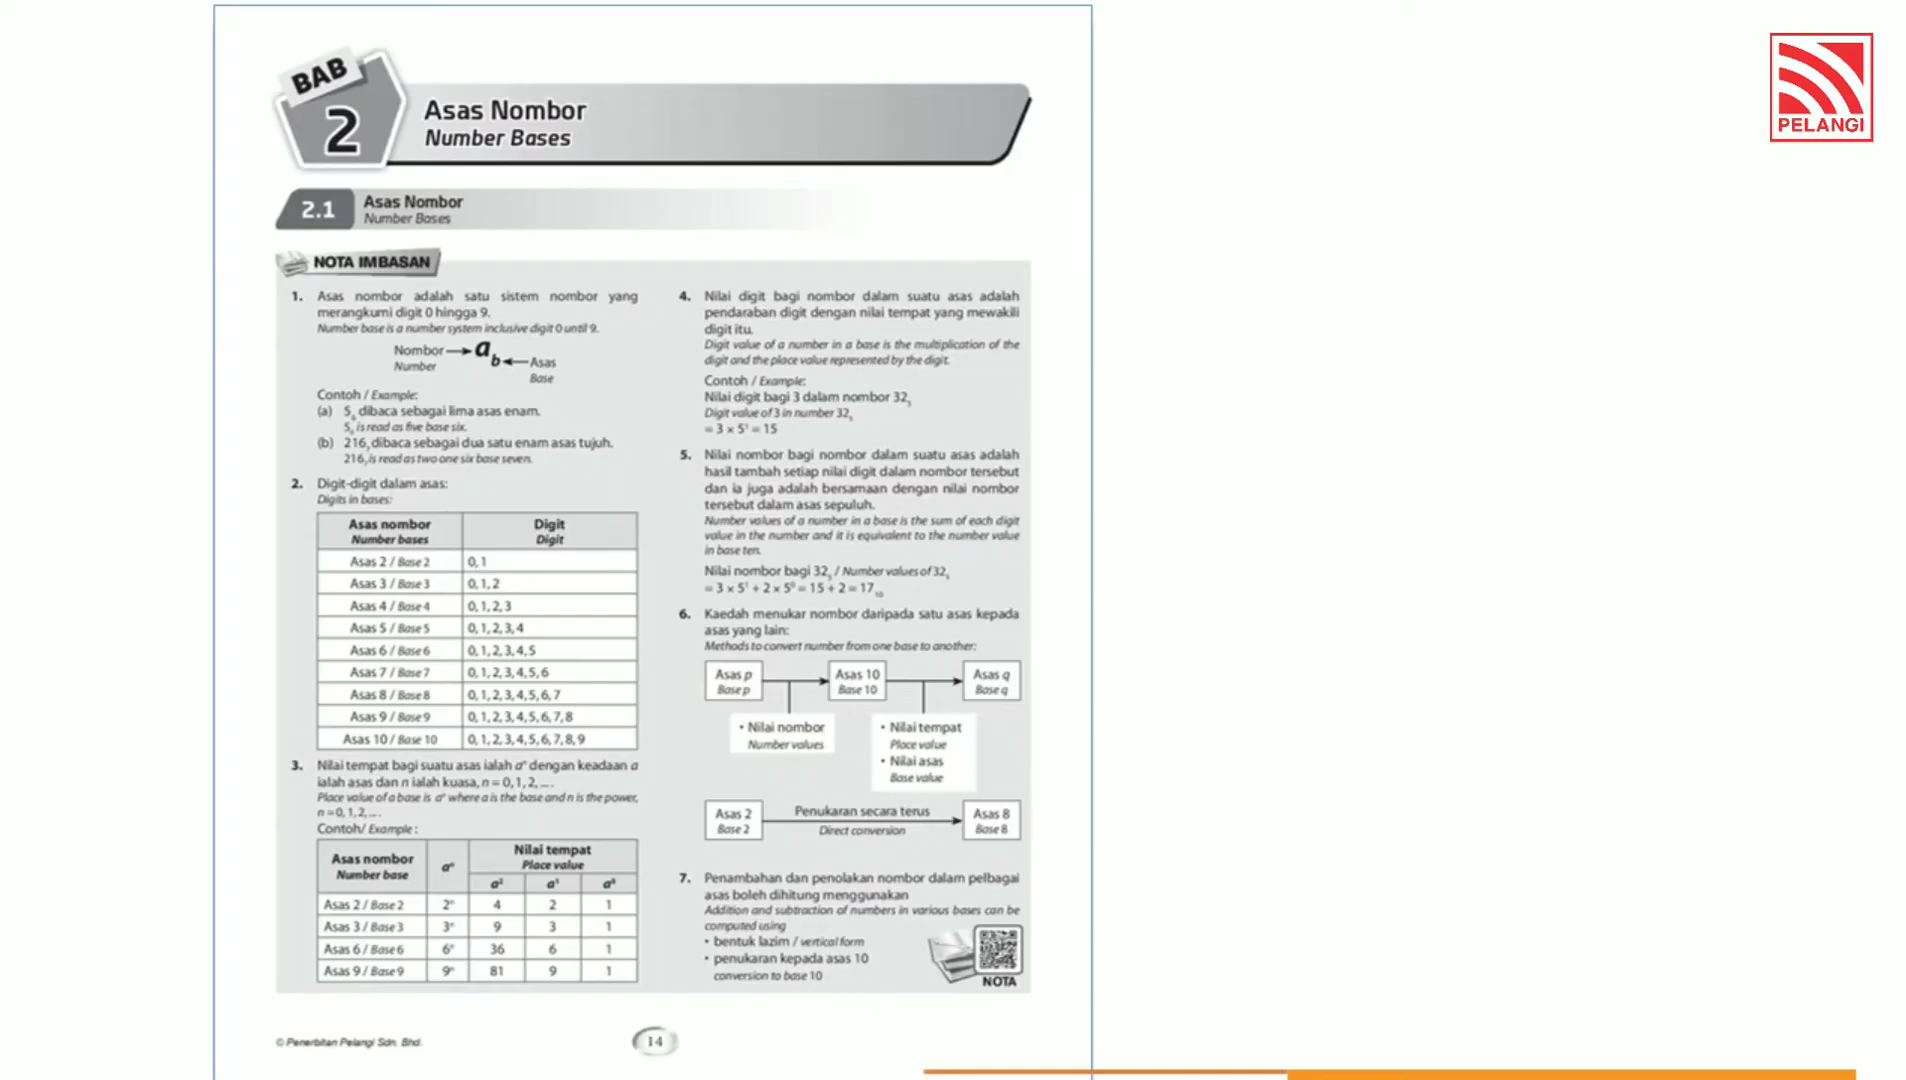 BAB
2
Asas Nombor
Number Bases
2.1
Asas Nombor
Number Bases
NOTA IMBASAN
1. Asas nombor adalah satu sistem nombor yang
merangkumi digit 0 hingga 9.
Number base is a number system inclusive digit 0 until 9.
Nombor a Asas
Number b Base
Contoh / Example:
(a) 5₆ dibaca sebagai lima asas enam.
5₆ is read as five base six.
(b) 216₇ dibaca sebagai dua satu enam asas tujuh.
216₇ is read as two one six base seven.
2. Digit-digit dalam asas:
Digits in bases:
Asas nombor Digit
Number bases Digit
Asas 2 / Base 2 0, 1
Asas 3 / Base 3 0, 1, 2
Asas 4 / Base 4 0, 1, 2, 3
Asas 5 / Base 5 0, 1, 2, 3, 4
Asas 6 / Base 6 0, 1, 2, 3, 4, 5
Asas 7 / Base 7 0, 1, 2, 3, 4, 5, 6
Asas 8 / Base 8 0, 1, 2, 3, 4, 5, 6, 7
Asas 9 / Base 9 0, 1, 2, 3, 4, 5, 6, 7, 8
Asas 10 / Base 10 0, 1, 2, 3, 4, 5, 6, 7, 8, 9
3. Nilai tempat bagi suatu asas ialah aⁿ dengan keadaan a
ialah asas dan n ialah kuasa, n = 0, 1, 2, ... .
Place value of a base is aⁿ where a is the base and n is the power,
n = 0, 1, 2, ... .
Contoh/ Example :
Asas nombor aⁿ Nilai tempat
Number base Place value
a² a¹ a⁰
Asas 2 / Base 2 2ⁿ 4 2 1
Asas 3 / Base 3 3ⁿ 9 3 1
Asas 6 / Base 6 6ⁿ 36 6 1
Asas 9 / Base 9 9ⁿ 81 9 1
4. Nilai digit bagi nombor dalam suatu asas adalah
pendaraban digit dengan nilai tempat yang mewakili
digit itu.
Digit value of a number in a base is the multiplication of the
digit and the place value represented by the digit.
Contoh / Example:
Nilai digit bagi 3 dalam nombor 32₅
Digit value of 3 in number 32₅
= 3 × 5¹ = 15
5. Nilai nombor bagi nombor dalam suatu asas adalah
hasil tambah setiap nilai digit dalam nombor tersebut
dan ia juga adalah bersamaan dengan nilai nombor
tersebut dalam asas sepuluh.
Number values of a number in a base is the sum of each digit
value in the number and it is equivalent to the number value
in base ten.
Nilai nombor bagi 32₅ / Number values of 32₅
= 3 × 5¹ + 2 × 5⁰ = 15 + 2 = 17₁₀
6. Kaedah menukar nombor daripada satu asas kepada
asas yang lain:
Methods to convert number from one base to another:
Asas p Asas 10 Asas q
Base p Base 10 Base q
• Nilai nombor
Number values
• Nilai tempat
Place value
• Nilai asas
Base value
Asas 2 Penukaran secara terus Asas 8
Base 2 Direct conversion Base 8
7. Penambahan dan penolakan nombor dalam pelbagai
asas boleh dihitung menggunakan
Addition and subtraction of numbers in various bases can be
computed using
• bentuk lazim / vertical form
• penukaran kepada asas 10
conversion to base 10
NOTA
© Penerbitan Pelangi Sdn. Bhd.
14
PELANGI